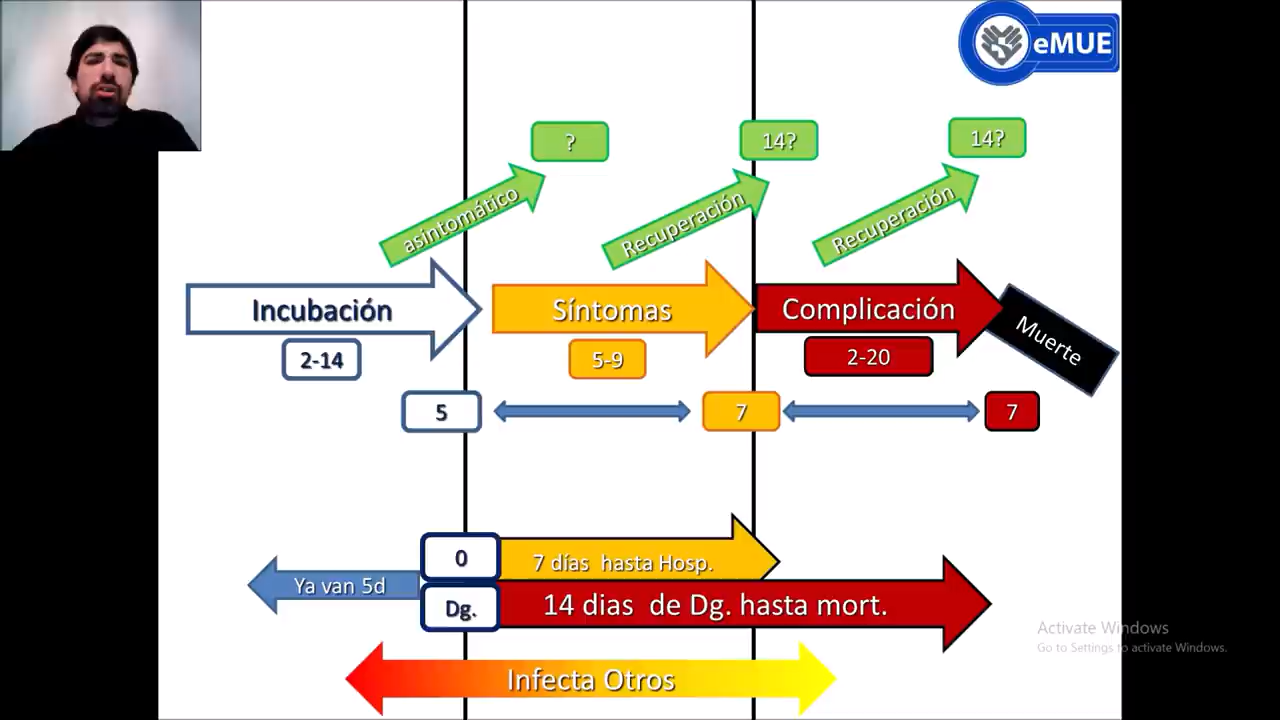 eMUE
?
14?
14?
asintomático
Recuperación
Recuperación
Incubación
Síntomas
Complicación
Muerte
2-14
5-9
2-20
5
7
7
0
7 días hasta Hosp.
Ya van 5d
Dg.
14 dias de Dg. hasta mort.
Infecta Otros
Activate Windows
Go to Settings to activate Windows.